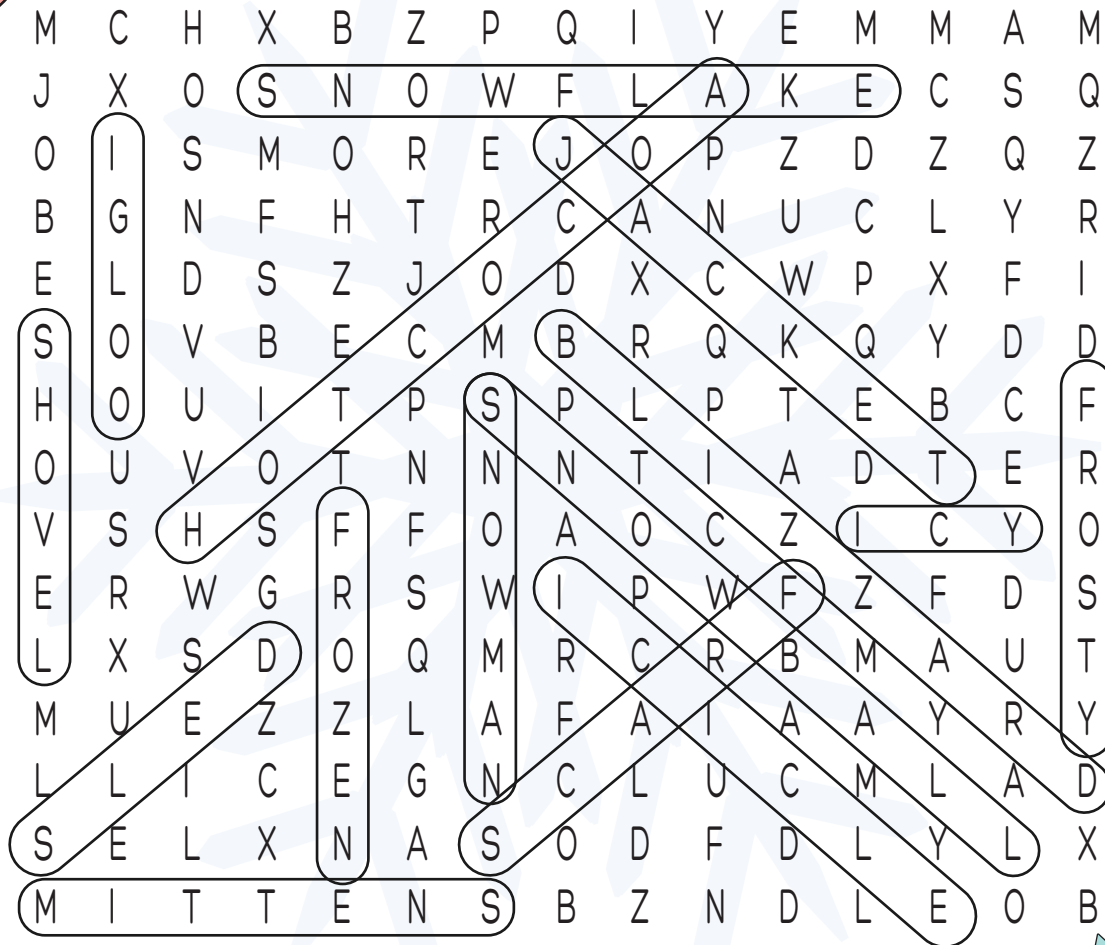 M C H X B Z P Q I Y E M M A M
J X O S N O W F L A K E C S Q
O I S M O R E J O P Z D Z Q Z
B G N F H T R C A N U C L Y R
E L D S Z J O D X C W P X F I
S O V B E C M B R Q K Q Y D D
H O U I T P S P L P T E B C F
O U V O T N N N T I A D T E R
V S H S F F O A O C Z I C Y O
E R W G R S W I P W F Z F D S
L X S D O Q M R C R B M A U T
M U E Z Z L A F A I A A Y R Y
L L I C E G N C L U C M L A D
S E L X N A S O D F D L Y L X
M I T T E N S B Z N D L E O B